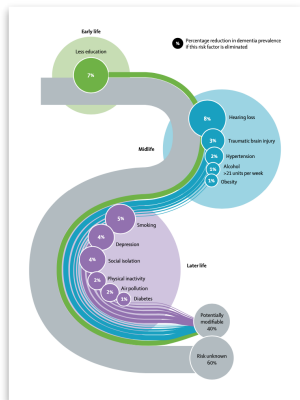 Early life
Less education
7%
% Percentage reduction in dementia prevalence
if this risk factor is eliminated
8% Hearing loss
3% Traumatic brain injury
Midlife
2% Hypertension
1% Alcohol
>21 units per week
1% Obesity
5% Smoking
4% Depression
4% Social isolation
Later life
2% Physical inactivity
2% Air pollution
1% Diabetes
Potentially
modifiable
40%
Risk unknown
60%